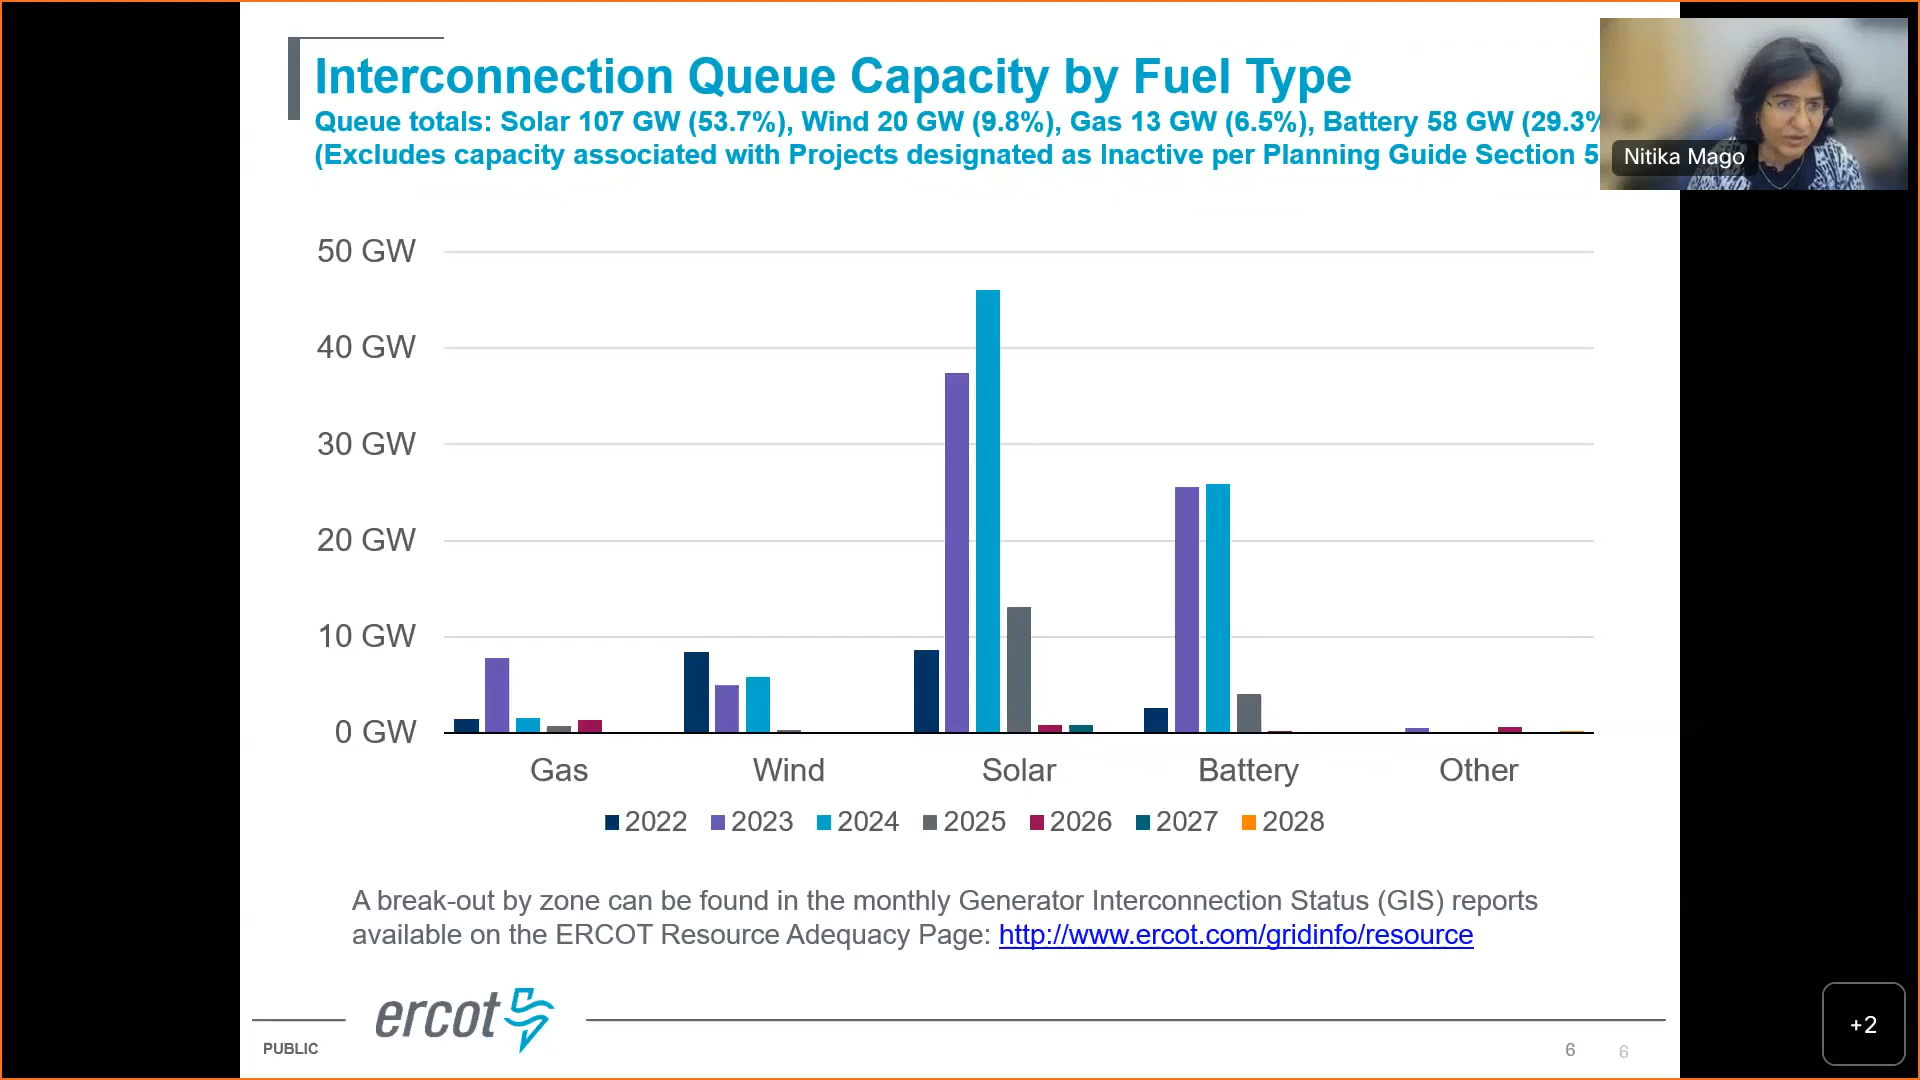 Interconnection Queue Capacity by Fuel Type
Queue totals: Solar 107 GW (53.7%), Wind 20 GW (9.8%), Gas 13 GW (6.5%), Battery 58 GW (29.3%
(Excludes capacity associated with Projects designated as Inactive per Planning Guide Section 5
Nitika Mago
50 GW
40 GW
30 GW
20 GW
10 GW
0 GW
Gas Wind Solar Battery Other
2022 2023 2024 2025 2026 2027 2028
A break-out by zone can be found in the monthly Generator Interconnection Status (GIS) reports
available on the ERCOT Resource Adequacy Page: http://www.ercot.com/gridinfo/resource
ercot
PUBLIC
6 6
+2